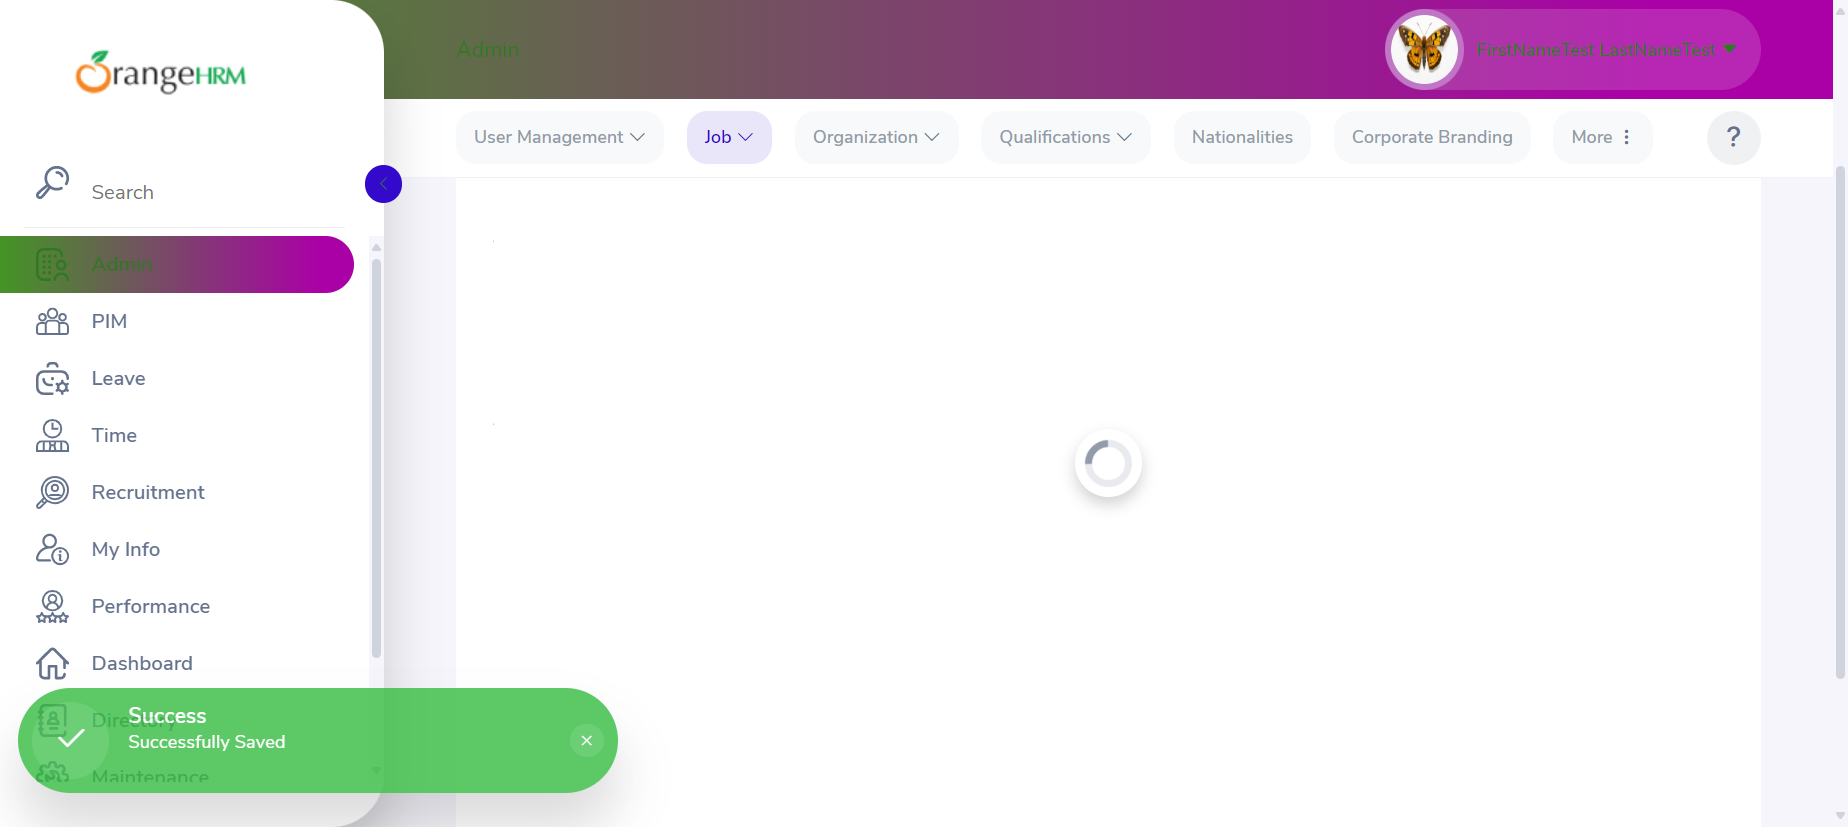 OrangeHRM
Search
Admin
PIM
Leave
Time
Recruitment
My Info
Performance
Dashboard
Directory
Maintenance
Admin
FirstNameTest LastNameTest
User Management
Job
Organization
Qualifications
Nationalities
Corporate Branding
More
?
Success
Successfully Saved